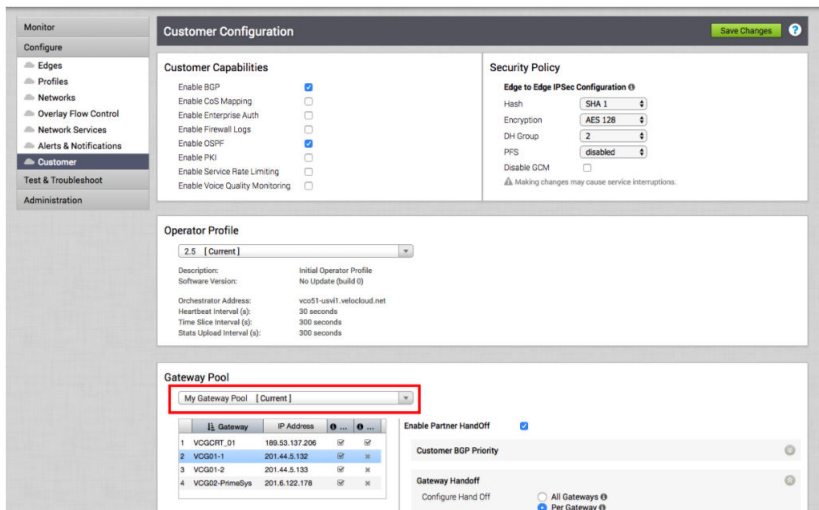 Monitor
Configure
Edges
Profiles
Networks
Overlay Flow Control
Network Services
Alerts & Notifications
Customer
Test & Troubleshoot
Administration
Customer Configuration
Save Changes
?
Customer Capabilities
Enable BGP
Enable CoS Mapping
Enable Enterprise Auth
Enable Firewall Logs
Enable OSPF
Enable PKI
Enable Service Rate Limiting
Enable Voice Quality Monitoring
Security Policy
Edge to Edge IPSec Configuration
Hash SHA 1
Encryption AES 128
DH Group 2
PFS disabled
Disable GCM
Making changes may cause service interruptions.
Operator Profile
2.5 [Current]
Description: Initial Operator Profile
Software Version: No Update (build 0)
Orchestrator Address: vco51-usvi1.velocloud.net
Heartbeat Interval (s): 30 seconds
Time Slice Interval (s): 300 seconds
Stats Upload Interval (s): 300 seconds
Gateway Pool
My Gateway Pool [Current]
Gateway IP Address ... ...
1 VCGCRT_01 189.53.137.206
2 VCG01-1 201.44.5.132
3 VCG01-2 201.44.5.133
4 VCG02-PrimeSys 201.6.122.178
Enable Partner HandOff
Customer BGP Priority
Gateway Handoff
Configure Hand Off All Gateways
Per Gateway